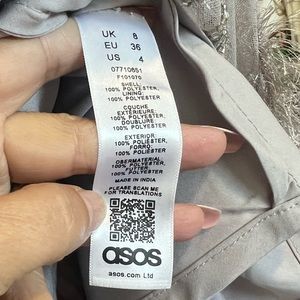 UK 8
EU 36
US 4
07710651
F101070
SHELL:
100% POLYESTER,
LINING:
100% POLYESTER
COUCHE
EXTÉRIEUR:
100% POLYESTER,
DOUBLURE:
100% POLYESTER
EXTERIOR:
100% POLIÉSTER,
FORRO:
100% POLIÉSTER
OBERMATERIAL:
100% POLYESTER,
FUTTER:
100% POLYESTER
MADE IN INDIA
PLEASE SCAN ME
FOR TRANSLATIONS
asos
asos.com Ltd